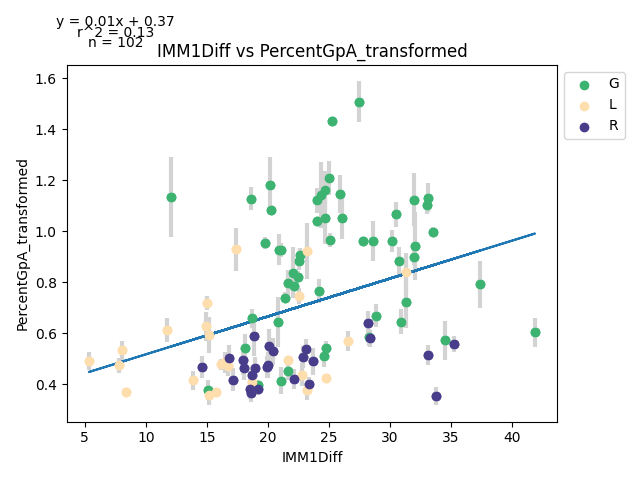 y = 0.01x + 0.37
r^2 = 0.13
n = 102
IMM1Diff vs PercentGpA_transformed
G
L
R
PercentGpA_transformed
1.6
1.4
1.2
1.0
0.8
0.6
0.4
5 10 15 20 25 30 35 40
IMM1Diff